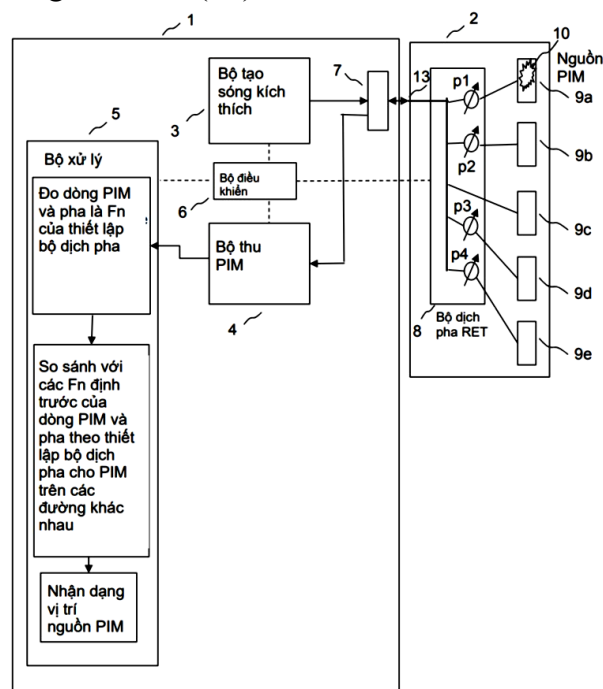 1
2
10
Nguồn
PIM
7
13
Bộ tạo
sóng kích
thích
3
p1
9a
5
Bộ xử lý
p2
9b
Bộ điều
khiển
6
Đo dòng PIM
và pha là Fn
của thiết lập
bộ dịch pha
Bộ thu
PIM
4
p3
9c
p4
9d
Bộ dịch
pha RET
8
9e
So sánh với
các Fn định
trước của
dòng PIM và
pha theo thiết
lập bộ dịch
pha cho PIM
trên các
đường khác
nhau
Nhận dạng
vị trí
nguồn PIM